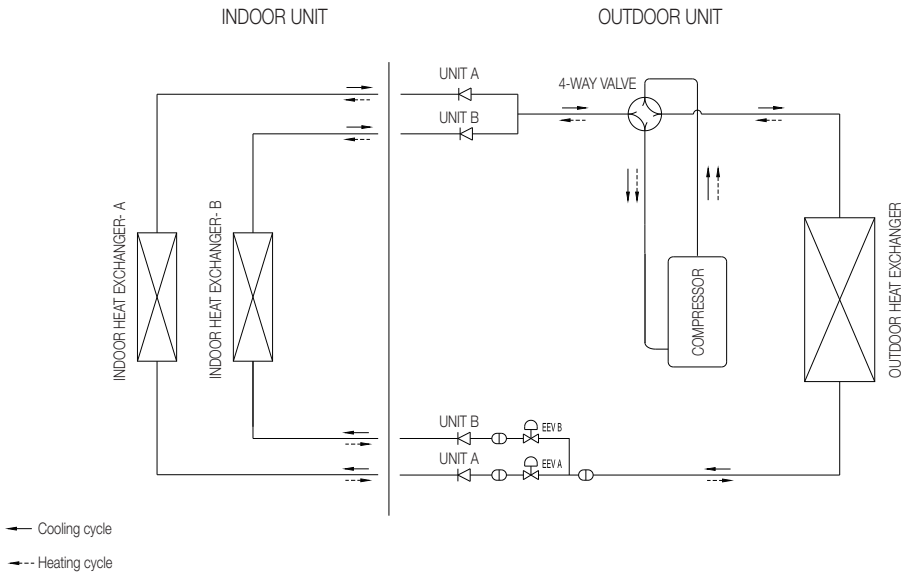 INDOOR UNIT
OUTDOOR UNIT
UNIT A
4-WAY VALVE
UNIT B
INDOOR HEAT EXCHANGER- A
INDOOR HEAT EXCHANGER- B
COMPRESSOR
OUTDOOR HEAT EXCHANGER
UNIT B
EEV B
UNIT A
EEV A
Cooling cycle
Heating cycle